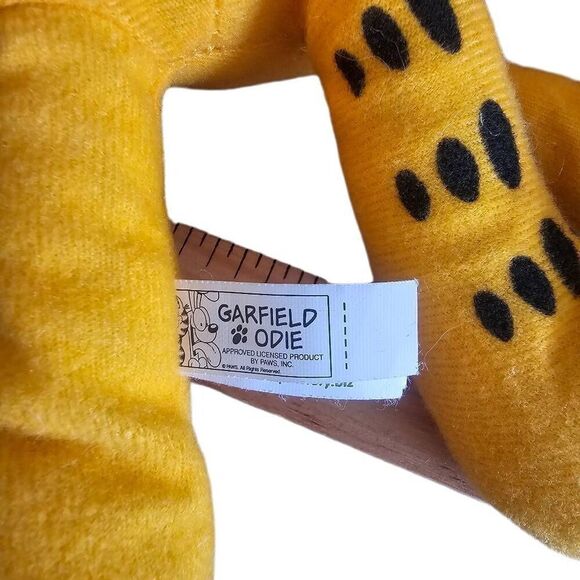 GARFIELD
ODIE
APPROVED LICENSED PRODUCT
BY PAWS, INC.
© PAWS. All Rights Reserved.